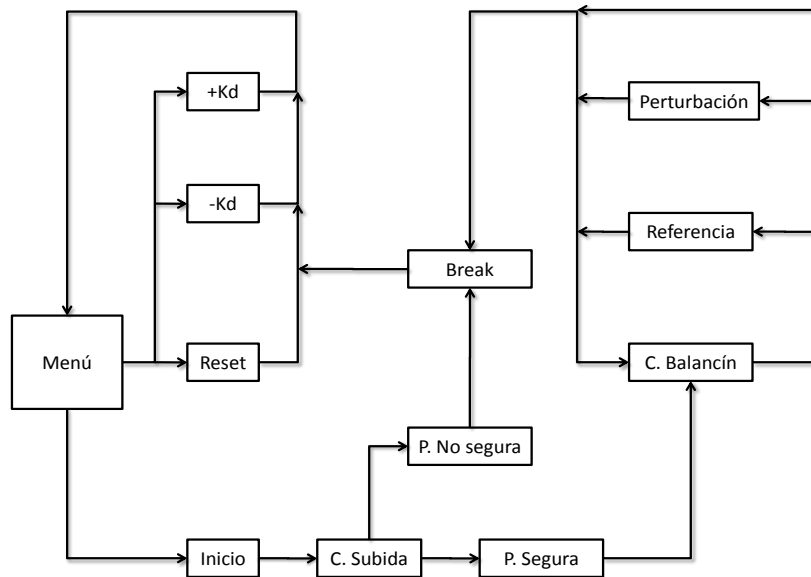 +Kd
Perturbación
-Kd
Referencia
Break
Menú
Reset
C. Balancín
P. No segura
Inicio
C. Subida
P. Segura